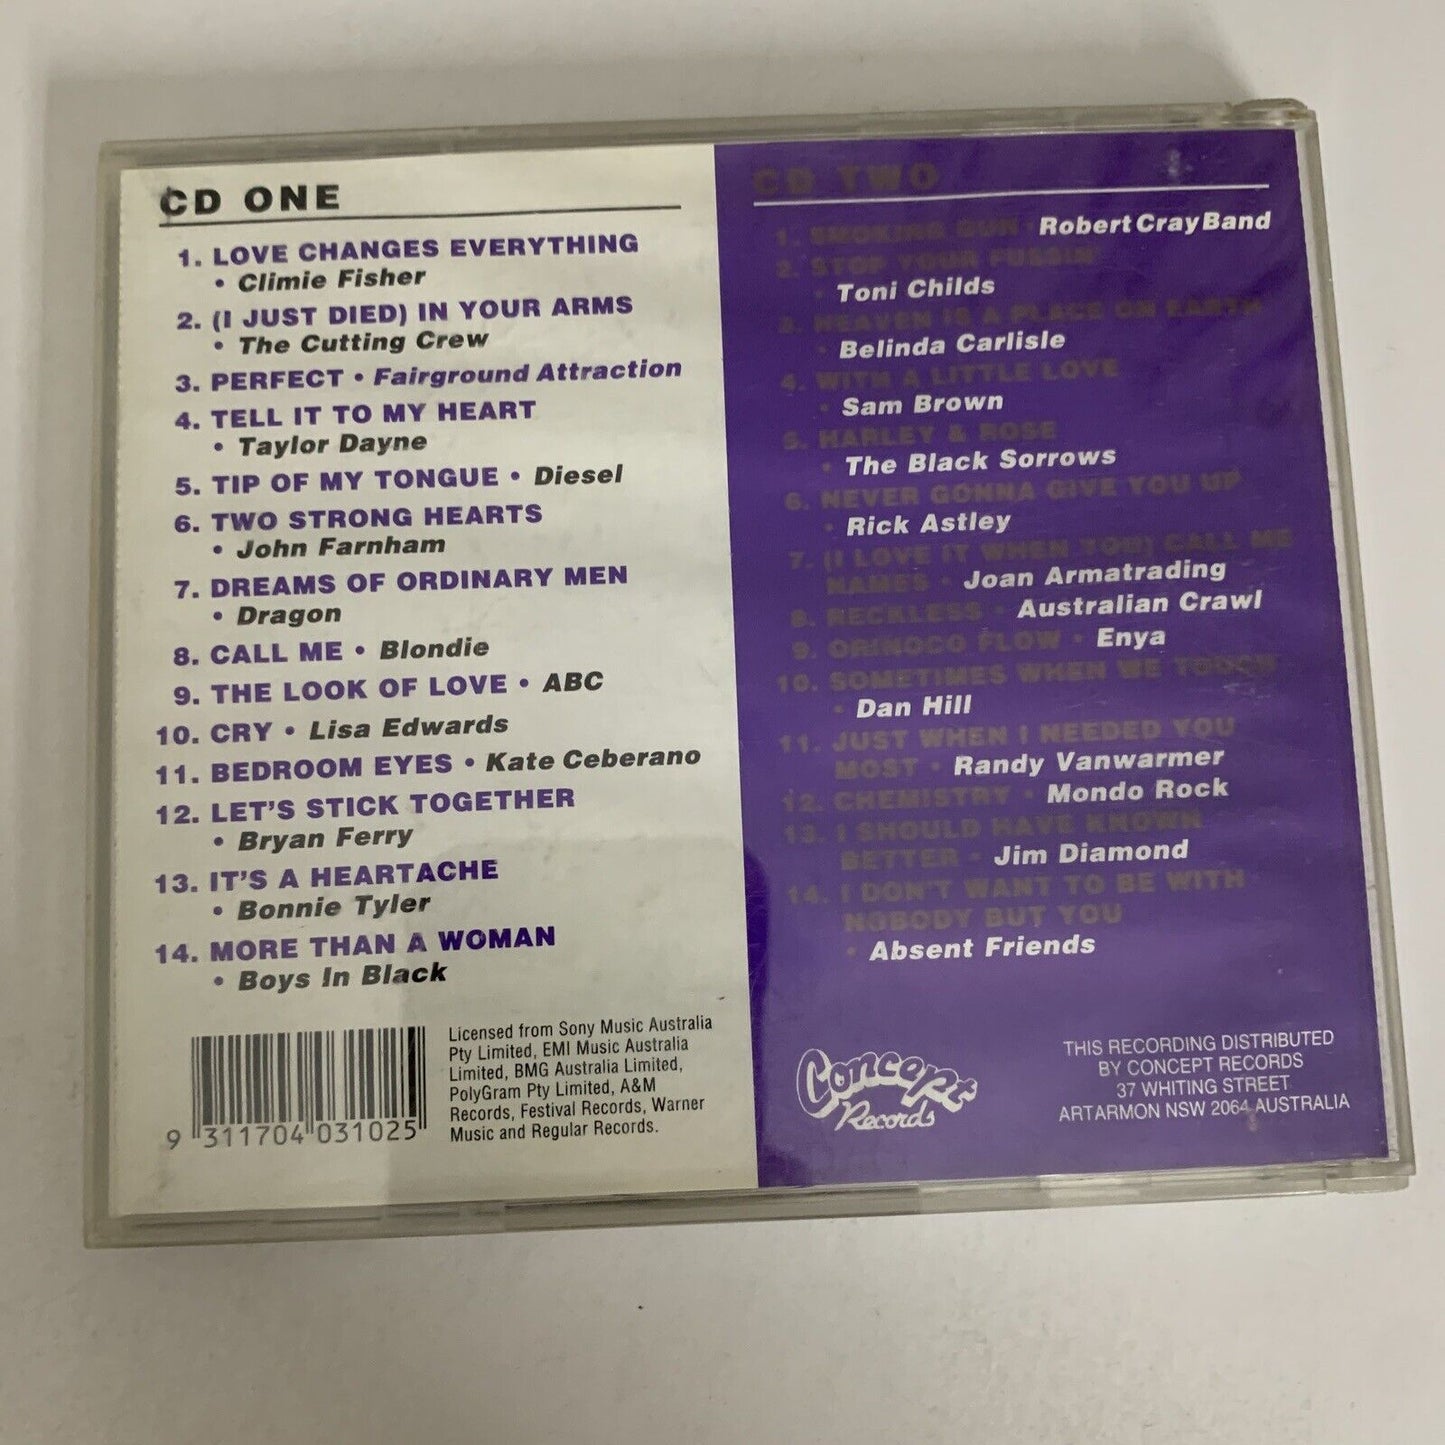 CD ONE
1. LOVE CHANGES EVERYTHING
• Climie Fisher
2. (I JUST DIED) IN YOUR ARMS
• The Cutting Crew
3. PERFECT • Fairground Attraction
4. TELL IT TO MY HEART
• Taylor Dayne
5. TIP OF MY TONGUE • Diesel
6. TWO STRONG HEARTS
• John Farnham
7. DREAMS OF ORDINARY MEN
• Dragon
8. CALL ME • Blondie
9. THE LOOK OF LOVE • ABC
10. CRY • Lisa Edwards
11. BEDROOM EYES • Kate Ceberano
12. LET'S STICK TOGETHER
• Bryan Ferry
13. IT'S A HEARTACHE
• Bonnie Tyler
14. MORE THAN A WOMAN
• Boys In Black
9 311704 031025
Licensed from Sony Music Australia
Pty Limited, EMI Music Australia
Limited, BMG Australia Limited,
PolyGram Pty Limited, A&M
Records, Festival Records, Warner
Music and Regular Records.
CD TWO
1. SMOKING GUN • Robert Cray Band
2. STOP YOUR FUSSIN'
• Toni Childs
3. HEAVEN IS A PLACE ON EARTH
• Belinda Carlisle
4. WITH A LITTLE LOVE
• Sam Brown
5. HARLEY & ROSE
• The Black Sorrows
6. NEVER GONNA GIVE YOU UP
• Rick Astley
7. (I LOVE IT WHEN YOU) CALL ME
NAMES • Joan Armatrading
8. RECKLESS • Australian Crawl
9. ORINOCO FLOW • Enya
10. SOMETIMES WHEN WE TOUCH
• Dan Hill
11. JUST WHEN I NEEDED YOU
MOST • Randy Vanwarmer
12. CHEMISTRY • Mondo Rock
13. I SHOULD HAVE KNOWN
BETTER • Jim Diamond
14. I DON'T WANT TO BE WITH
NOBODY BUT YOU
• Absent Friends
Concept
Records
THIS RECORDING DISTRIBUTED
BY CONCEPT RECORDS
37 WHITING STREET
ARTARMON NSW 2064 AUSTRALIA